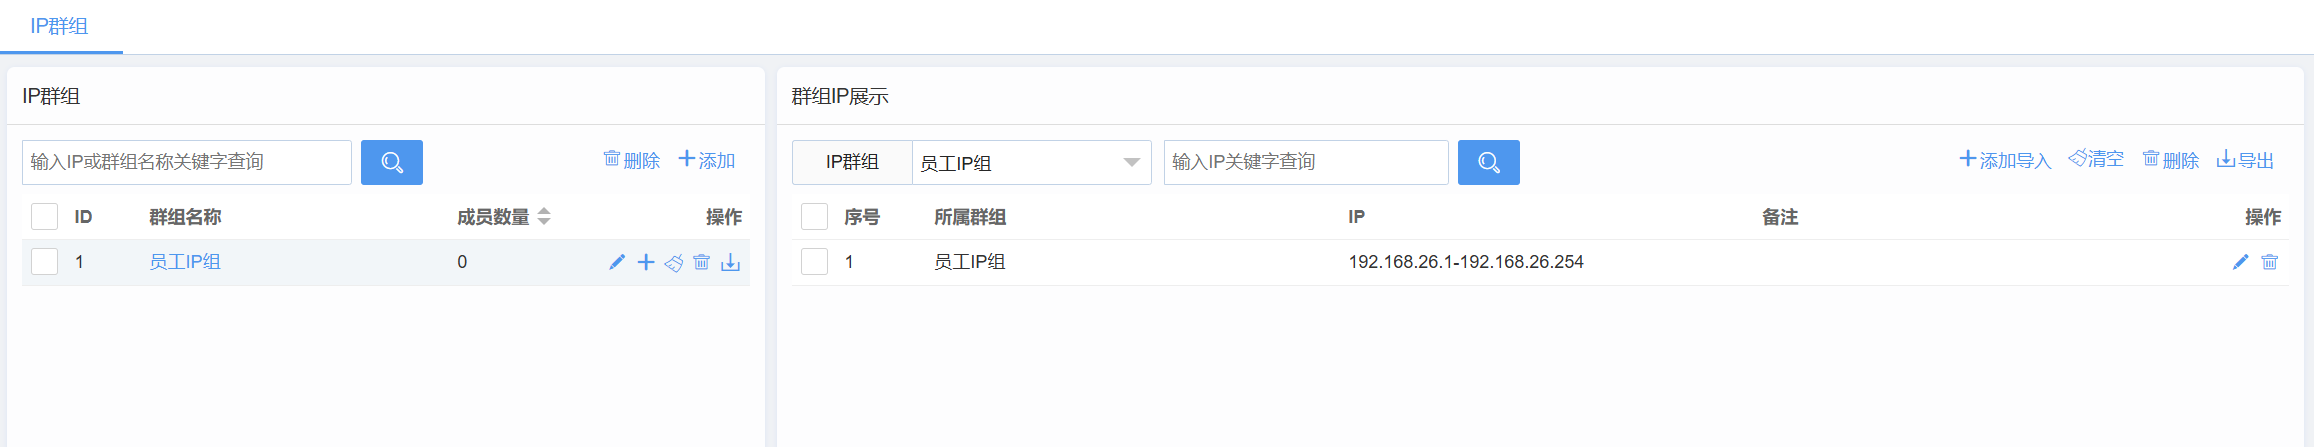 IP群组
IP群组
输入IP或群组名称关键字查询 删除 添加
ID 群组名称 成员数量 操作
1 员工IP组 0
群组IP展示
IP群组 员工IP组 输入IP关键字查询 添加导入 清空 删除 导出
序号 所属群组 IP 备注 操作
1 员工IP组 192.168.26.1-192.168.26.254